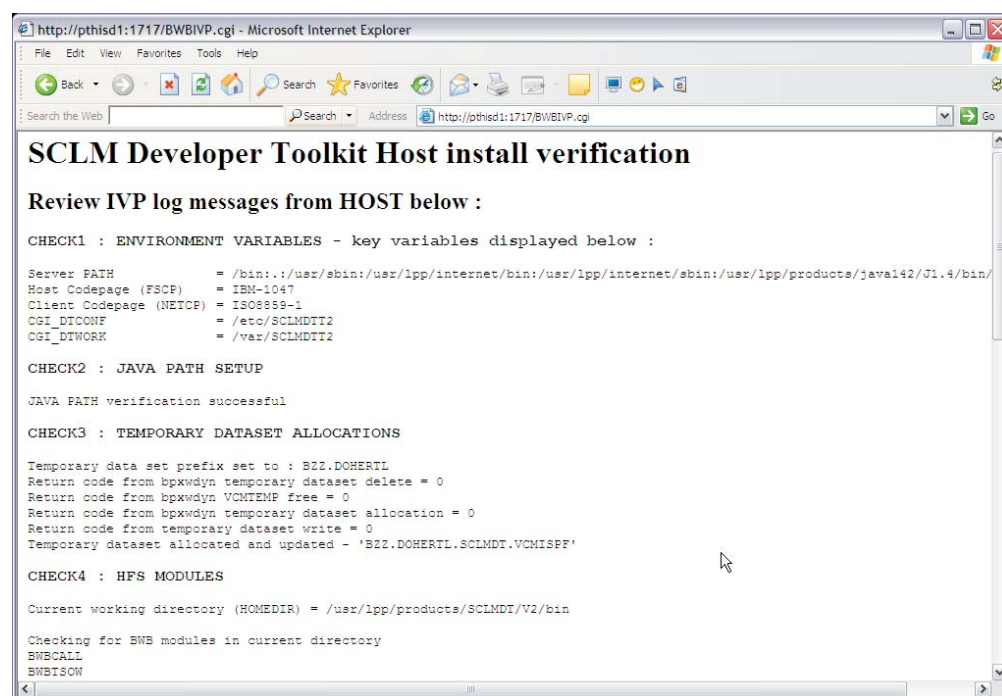 http://pthisd1:1717/BWBIVP.cgi - Microsoft Internet Explorer
File Edit View Favorites Tools Help
Back Search Favorites
Search the Web Search Address http://pthisd1:1717/BWBIVP.cgi Go
SCLM Developer Toolkit Host install verification
Review IVP log messages from HOST below :
CHECK1 : ENVIRONMENT VARIABLES - key variables displayed below :
Server PATH = /bin:.:/usr/sbin:/usr/lpp/internet/bin:/usr/lpp/internet/sbin:/usr/lpp/products/java142/J1.4/bin/
Host Codepage (FSCP) = IBM-1047
Client Codepage (NETCP) = ISO8859-1
CGI_DTCONF = /etc/SCLMDTT2
CGI_DTWORK = /var/SCLMDTT2
CHECK2 : JAVA PATH SETUP
JAVA PATH verification successful
CHECK3 : TEMPORARY DATASET ALLOCATIONS
Temporary data set prefix set to : BZZ.DOHERTL
Return code from bpxwdyn temporary dataset delete = 0
Return code from bpxwdyn VCMTEMP free = 0
Return code from bpxwdyn temporary dataset allocation = 0
Return code from temporary dataset write = 0
Temporary dataset allocated and updated - 'BZZ.DOHERTL.SCLMDT.VCMISPF'
CHECK4 : HFS MODULES
Current working directory (HOMEDIR) = /usr/lpp/products/SCLMDT/V2/bin
Checking for BWB modules in current directory
BWBCALL
BWBTSOW